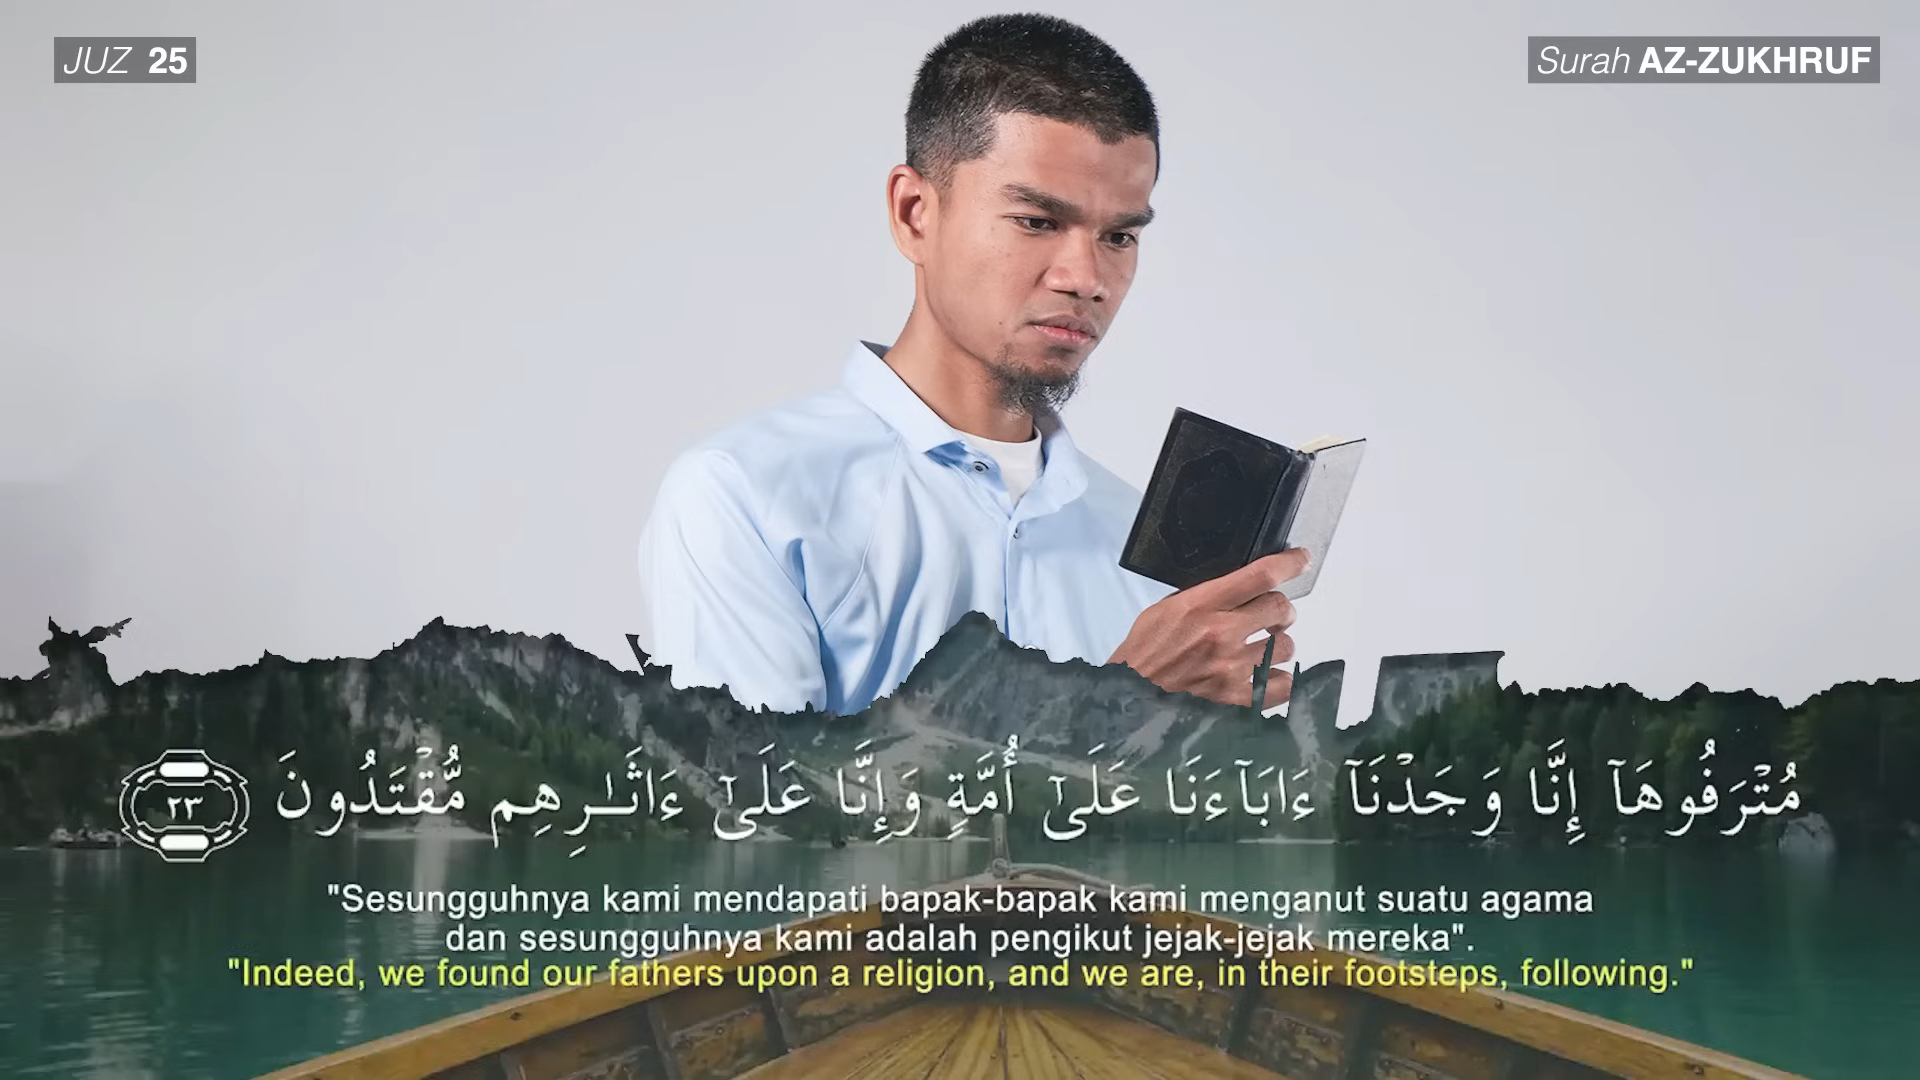 JUZ 25
Surah AZ-ZUKHRUF
مُتْرَفُوهَآ إِنَّا وَجَدْنَآ ءَابَآءَنَا عَلَىٰٓ أُمَّةٍ وَإِنَّا عَلَىٰٓ ءَاثَـٰرِهِم مُّقْتَدُونَ ٢٣
"Sesungguhnya kami mendapati bapak-bapak kami menganut suatu agama
dan sesungguhnya kami adalah pengikut jejak-jejak mereka".
"Indeed, we found our fathers upon a religion, and we are, in their footsteps, following."